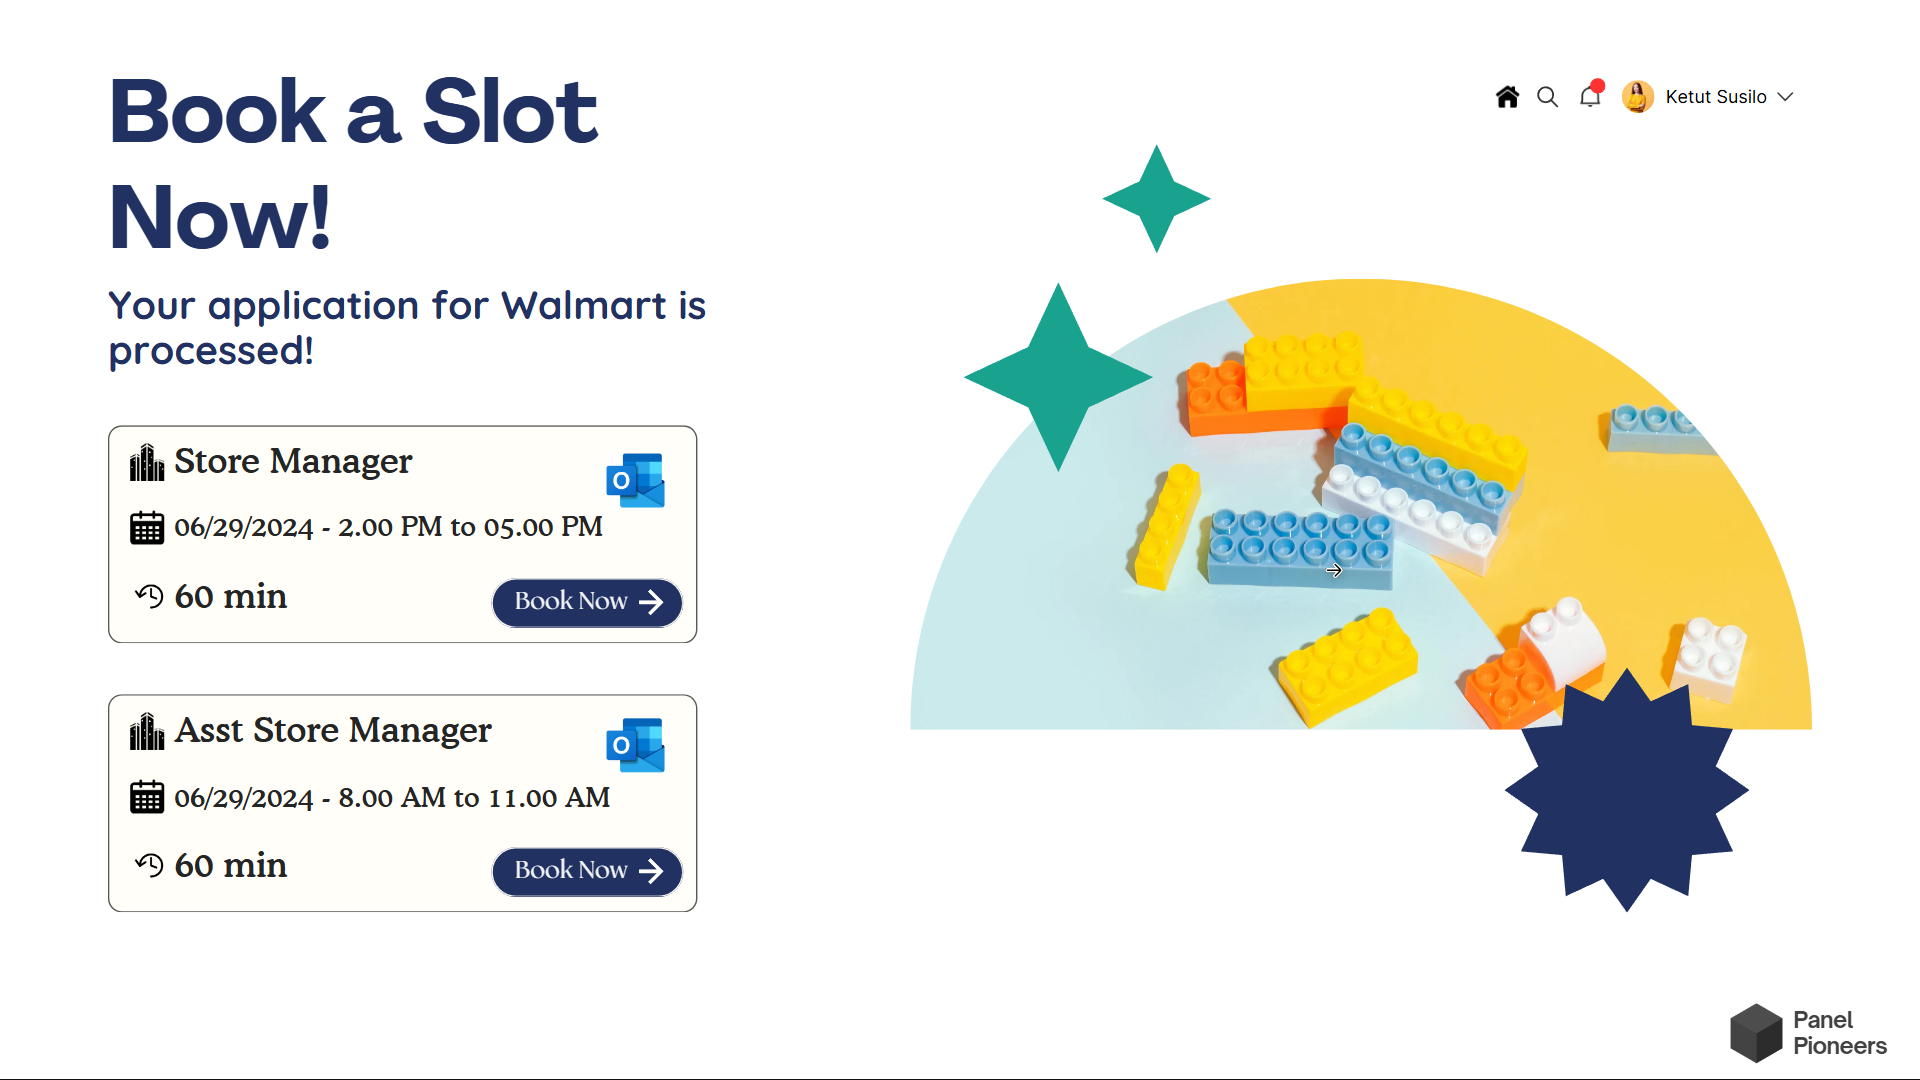 Book a Slot
Now!
Ketut Susilo
Your application for Walmart is
processed!
Store Manager
O
06/29/2024 - 2.00 PM to 05.00 PM
60 min
Book Now
Asst Store Manager
O
06/29/2024 - 8.00 AM to 11.00 AM
60 min
Book Now
Panel
Pioneers